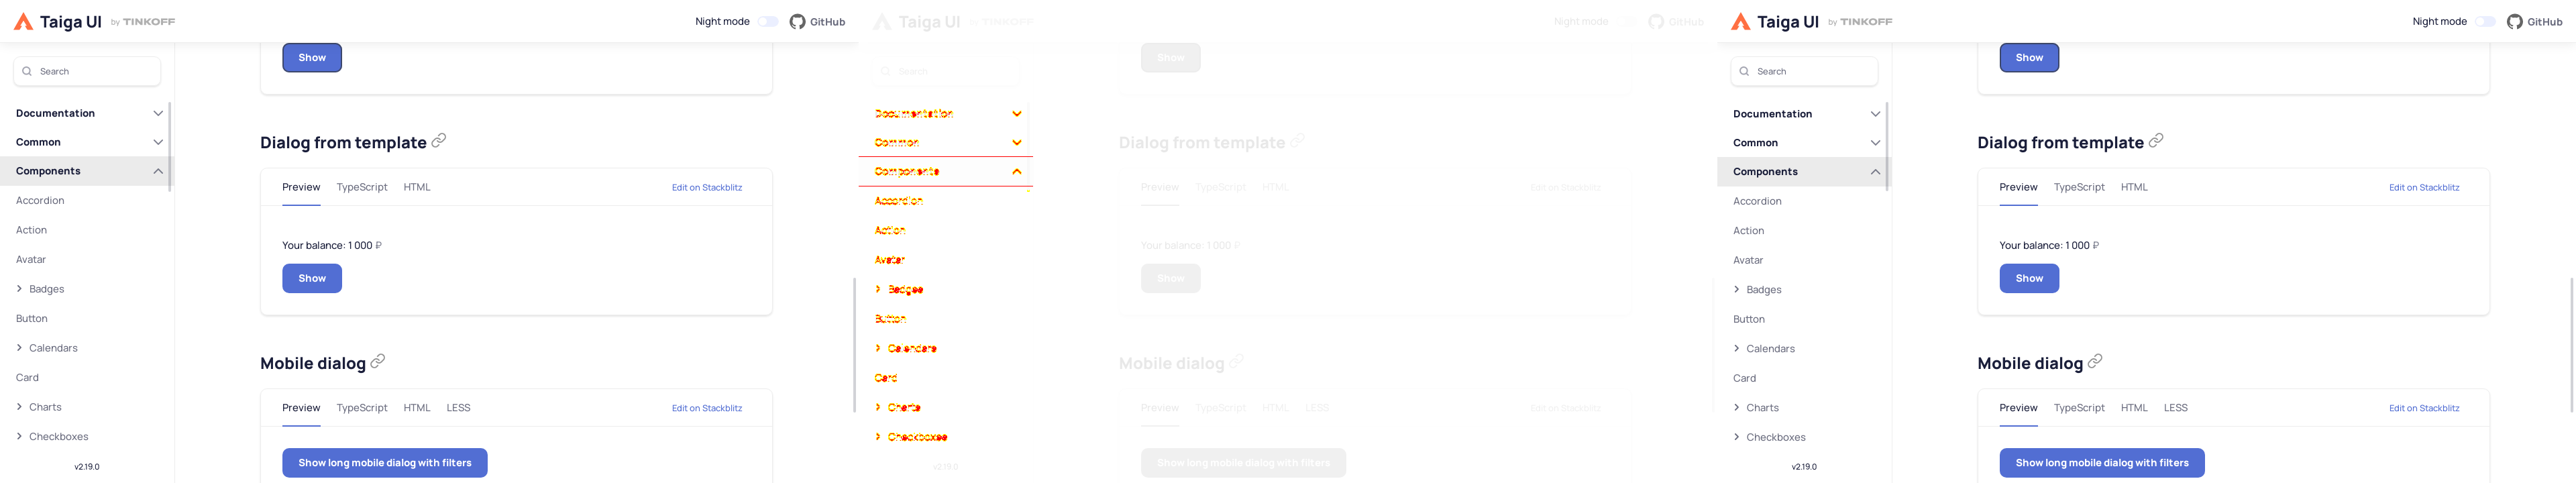 Taiga UI by TINKOFF
Night mode GitHub
Search
Documentation
Common
Components
Accordion
Action
Avatar
Badges
Button
Calendars
Card
Charts
Checkboxes
v2.19.0
Show
Dialog from template
Preview TypeScript HTML Edit on Stackblitz
Your balance: 1 000 ₽
Show
Mobile dialog
Preview TypeScript HTML LESS Edit on Stackblitz
Show long mobile dialog with filters
Taiga UI by TINKOFF
Night mode GitHub
Search
Documentation
Common
Components
Accordion
Action
Avatar
Badges
Button
Calendars
Card
Charts
Checkboxes
v2.19.0
Show
Dialog from template
Preview TypeScript HTML Edit on Stackblitz
Your balance: 1 000 ₽
Show
Mobile dialog
Preview TypeScript HTML LESS Edit on Stackblitz
Show long mobile dialog with filters
Taiga UI by TINKOFF
Night mode GitHub
Search
Documentation
Common
Components
Accordion
Action
Avatar
Badges
Button
Calendars
Card
Charts
Checkboxes
v2.19.0
Show
Dialog from template
Preview TypeScript HTML Edit on Stackblitz
Your balance: 1 000 ₽
Show
Mobile dialog
Preview TypeScript HTML LESS Edit on Stackblitz
Show long mobile dialog with filters